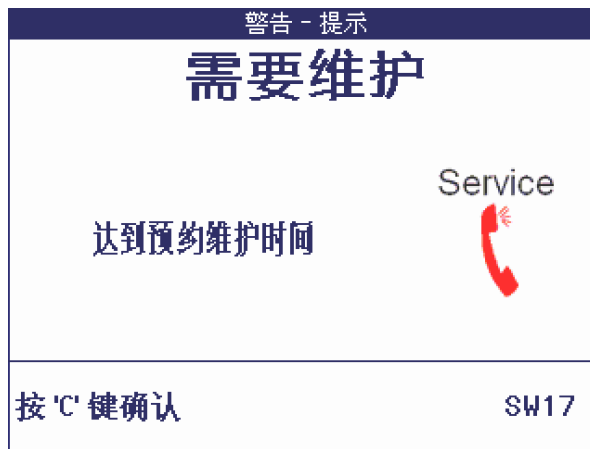 警告 - 提示
需要维护
Service
达到预约维护时间
按 'C' 键确认
SW17